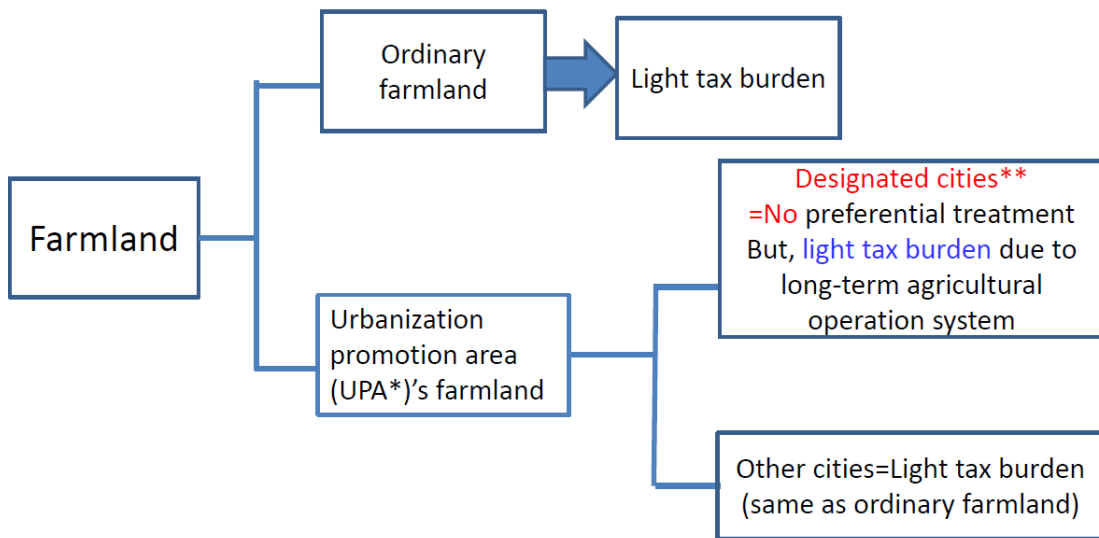 Ordinary
farmland
Light tax burden
Farmland
Designated cities**
=No preferential treatment
But, light tax burden due to
long-term agricultural
operation system
Urbanization
promotion area
(UPA*)’s farmland
Other cities=Light tax burden
(same as ordinary farmland)